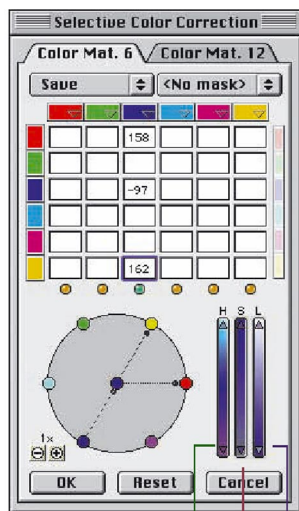 Selective Color Correction
Color Mat. 6 Color Mat. 12
Save <No mask>
158
-97
162
H S L
1x
OK Reset Cancel